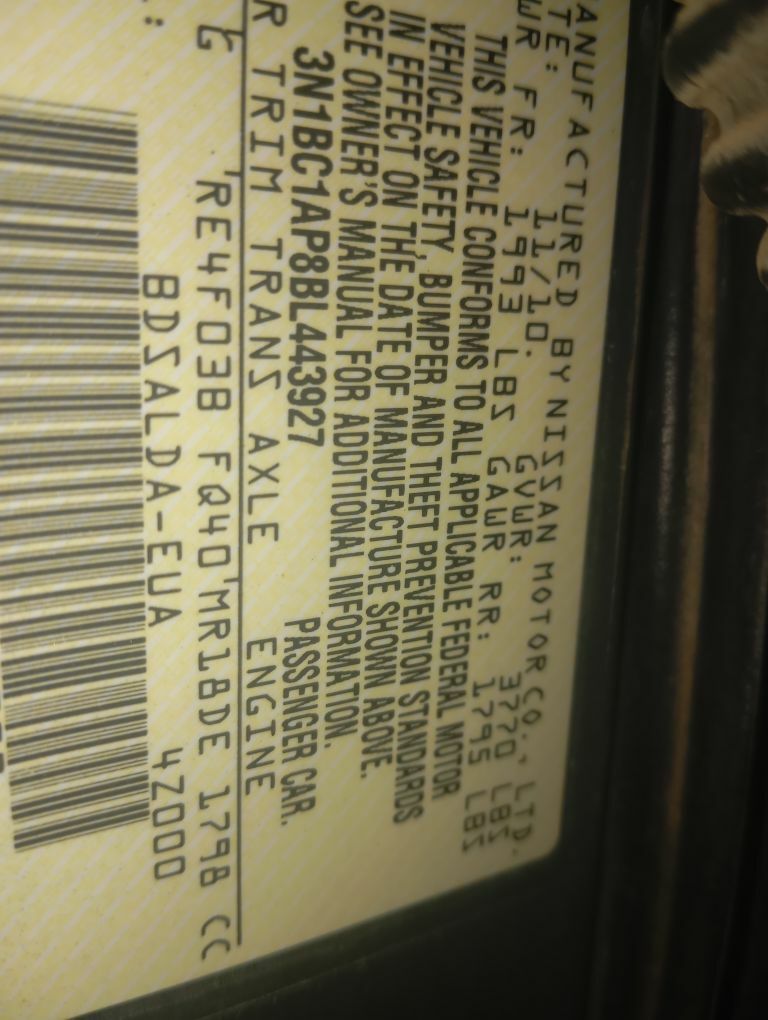 ANUFACTURED BY NISSAN MOTOR CO., LTD.
TE: 11/10. GVWR: 3770 LBS
WR FR: 1993 LBS GAWR RR: 1795 LBS
THIS VEHICLE CONFORMS TO ALL APPLICABLE FEDERAL MOTOR
VEHICLE SAFETY, BUMPER AND THEFT PREVENTION STANDARDS
IN EFFECT ON THE DATE OF MANUFACTURE SHOWN ABOVE.
SEE OWNER'S MANUAL FOR ADDITIONAL INFORMATION.
3N1BC1AP8BL443927 PASSENGER CAR.
R TRIM TRANS AXLE ENGINE
G RE4F03B FQ40 MR18DE 1798 CC
: BDSALDA-EUA 4Z000